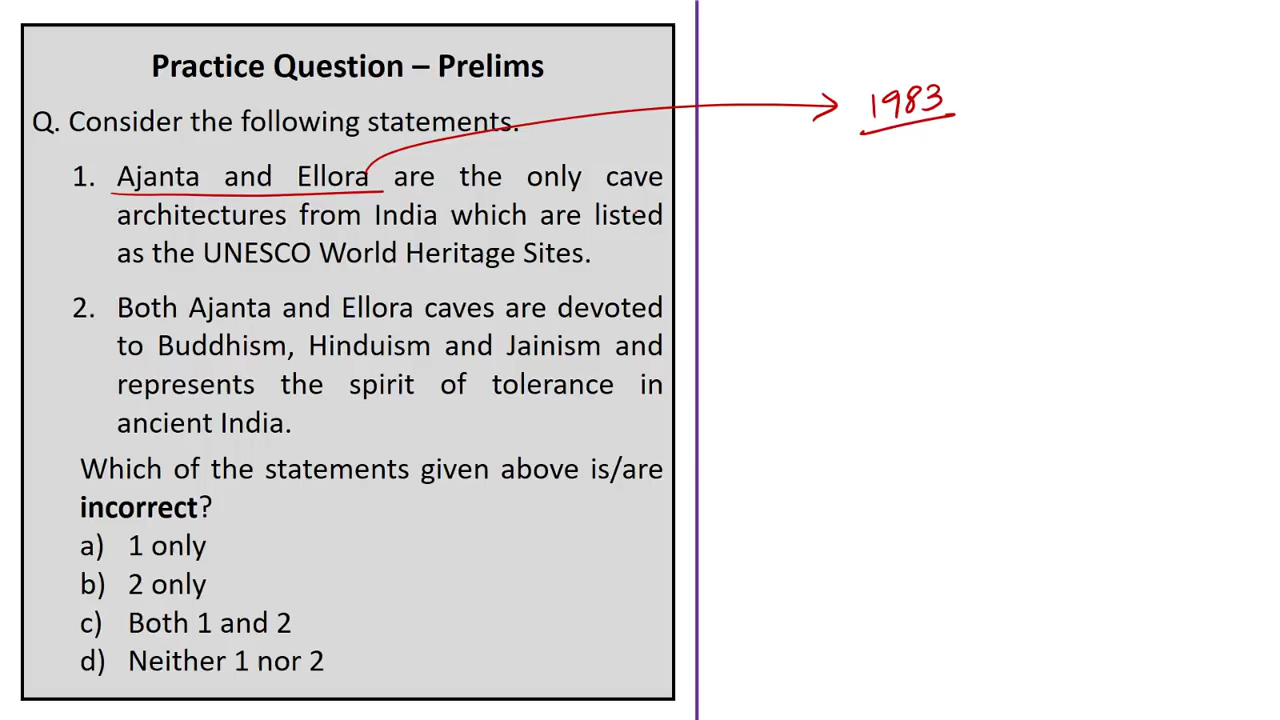 Practice Question – Prelims
Q. Consider the following statements.
1. Ajanta and Ellora are the only cave
architectures from India which are listed
as the UNESCO World Heritage Sites.
2. Both Ajanta and Ellora caves are devoted
to Buddhism, Hinduism and Jainism and
represents the spirit of tolerance in
ancient India.
Which of the statements given above is/are
incorrect?
a) 1 only
b) 2 only
c) Both 1 and 2
d) Neither 1 nor 2
1983